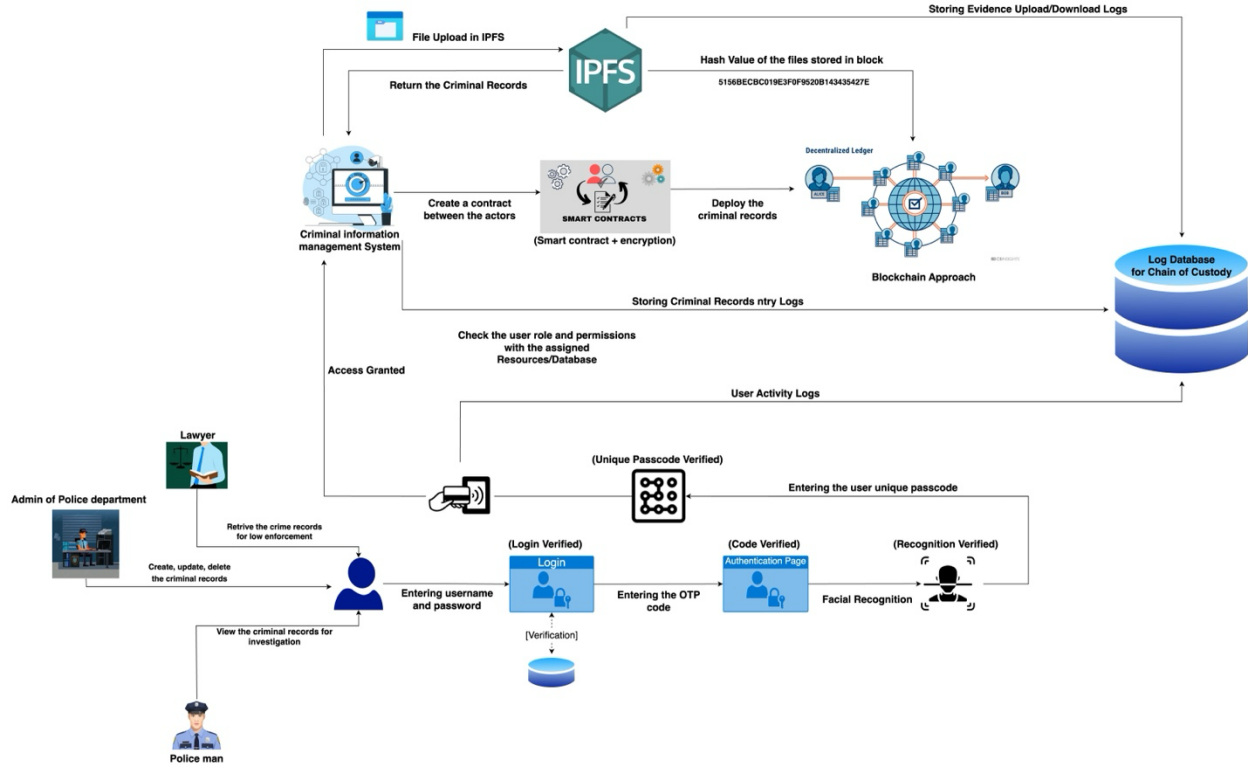 Storing Evidence Upload/Download Logs
File Upload in IPFS
IPFS
Hash Value of the files stored in block
Return the Criminal Records
5156BECBC019E3F0F9520B143435427E
Decentralized Ledger
ALICE
BOB
SMART CONTRACTS
Create a contract
between the actors
Deploy the
criminal records
Criminal information
management System
(Smart contract + encryption)
Blockchain Approach
Log Database
for Chain of Custody
Storing Criminal Records ntry Logs
Check the user role and permissions
with the assigned
Resources/Database
Access Granted
User Activity Logs
Lawyer
(Unique Passcode Verified)
Entering the user unique passcode
Admin of Police department
Retrive the crime records
for low enforcement
(Login Verified)
(Code Verified)
(Recognition Verified)
Login
Authentication Page
Create, update, delete
the criminal records
Entering username
and password
Entering the OTP
code
Facial Recognition
View the criminal records for
investigation
[Verification]
Police man